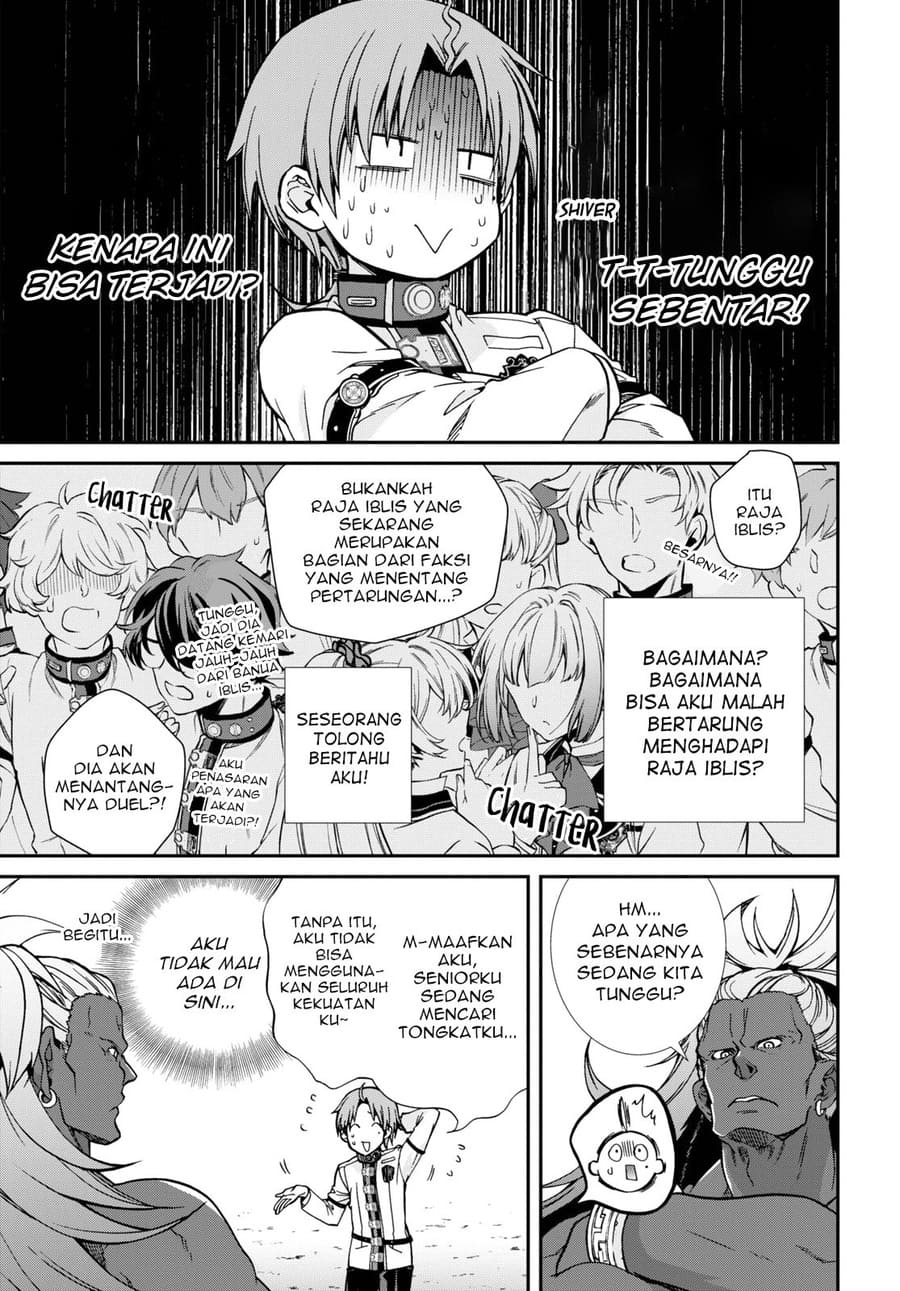 T-T-TUNGGU
SEBENTAR!
SHIVER
KENAPA INI
BISA TERJADI?
ITU
RAJA
IBLIS?
BESARNYA!!
BUKANKAH
RAJA IBLIS YANG
SEKARANG
MERUPAKAN
BAGIAN DARI FAKSI
YANG MENENTANG
PERTARUNGAN...?
CHATTER
BAGAIMANA?
BAGAIMANA
BISA AKU MALAH
BERTARUNG
MENGHADAPI
RAJA IBLIS?
TUNGGU,
JADI DIA
DATANG KEMARI
JAUH-JAUH
DARI BANUA
IBLIS...
SESEORANG
TOLONG
BERITAHU
AKU!
CHATTER
AKU
PENASARAN
APA YANG
AKAN
TERJADI?!
DAN
DIA AKAN
MENANTANG-
NYA DUEL?!
HM...
APA YANG
SEBENARNYA
SEDANG KITA
TUNGGU?
M-MAAFKAN
AKU,
SENIORKU
SEDANG
MENCARI
TONGKATKU...
TANPA ITU,
AKU TIDAK
BISA
MENGGUNA-
KAN SELURUH
KEKUATAN
KU~
AKU
TIDAK MAU
ADA DI
SINI...
JADI
BEGITU...